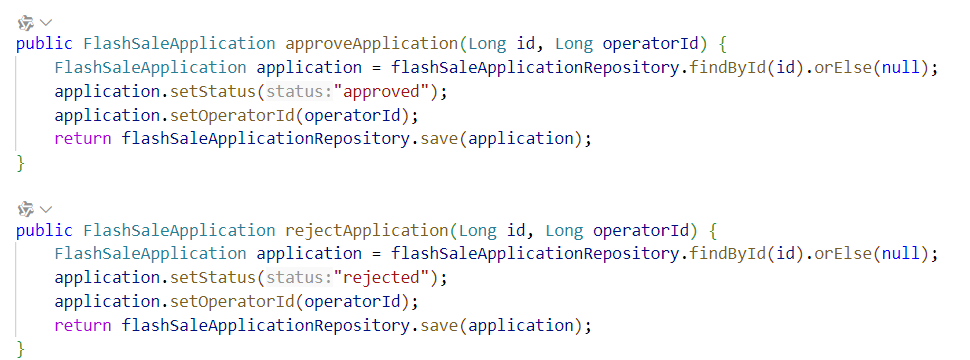 public FlashSaleApplication approveApplication(Long id, Long operatorId) {
    FlashSaleApplication application = flashSaleApplicationRepository.findById(id).orElse(null);
    application.setStatus(status:"approved");
    application.setOperatorId(operatorId);
    return flashSaleApplicationRepository.save(application);
}
public FlashSaleApplication rejectApplication(Long id, Long operatorId) {
    FlashSaleApplication application = flashSaleApplicationRepository.findById(id).orElse(null);
    application.setStatus(status:"rejected");
    application.setOperatorId(operatorId);
    return flashSaleApplicationRepository.save(application);
}